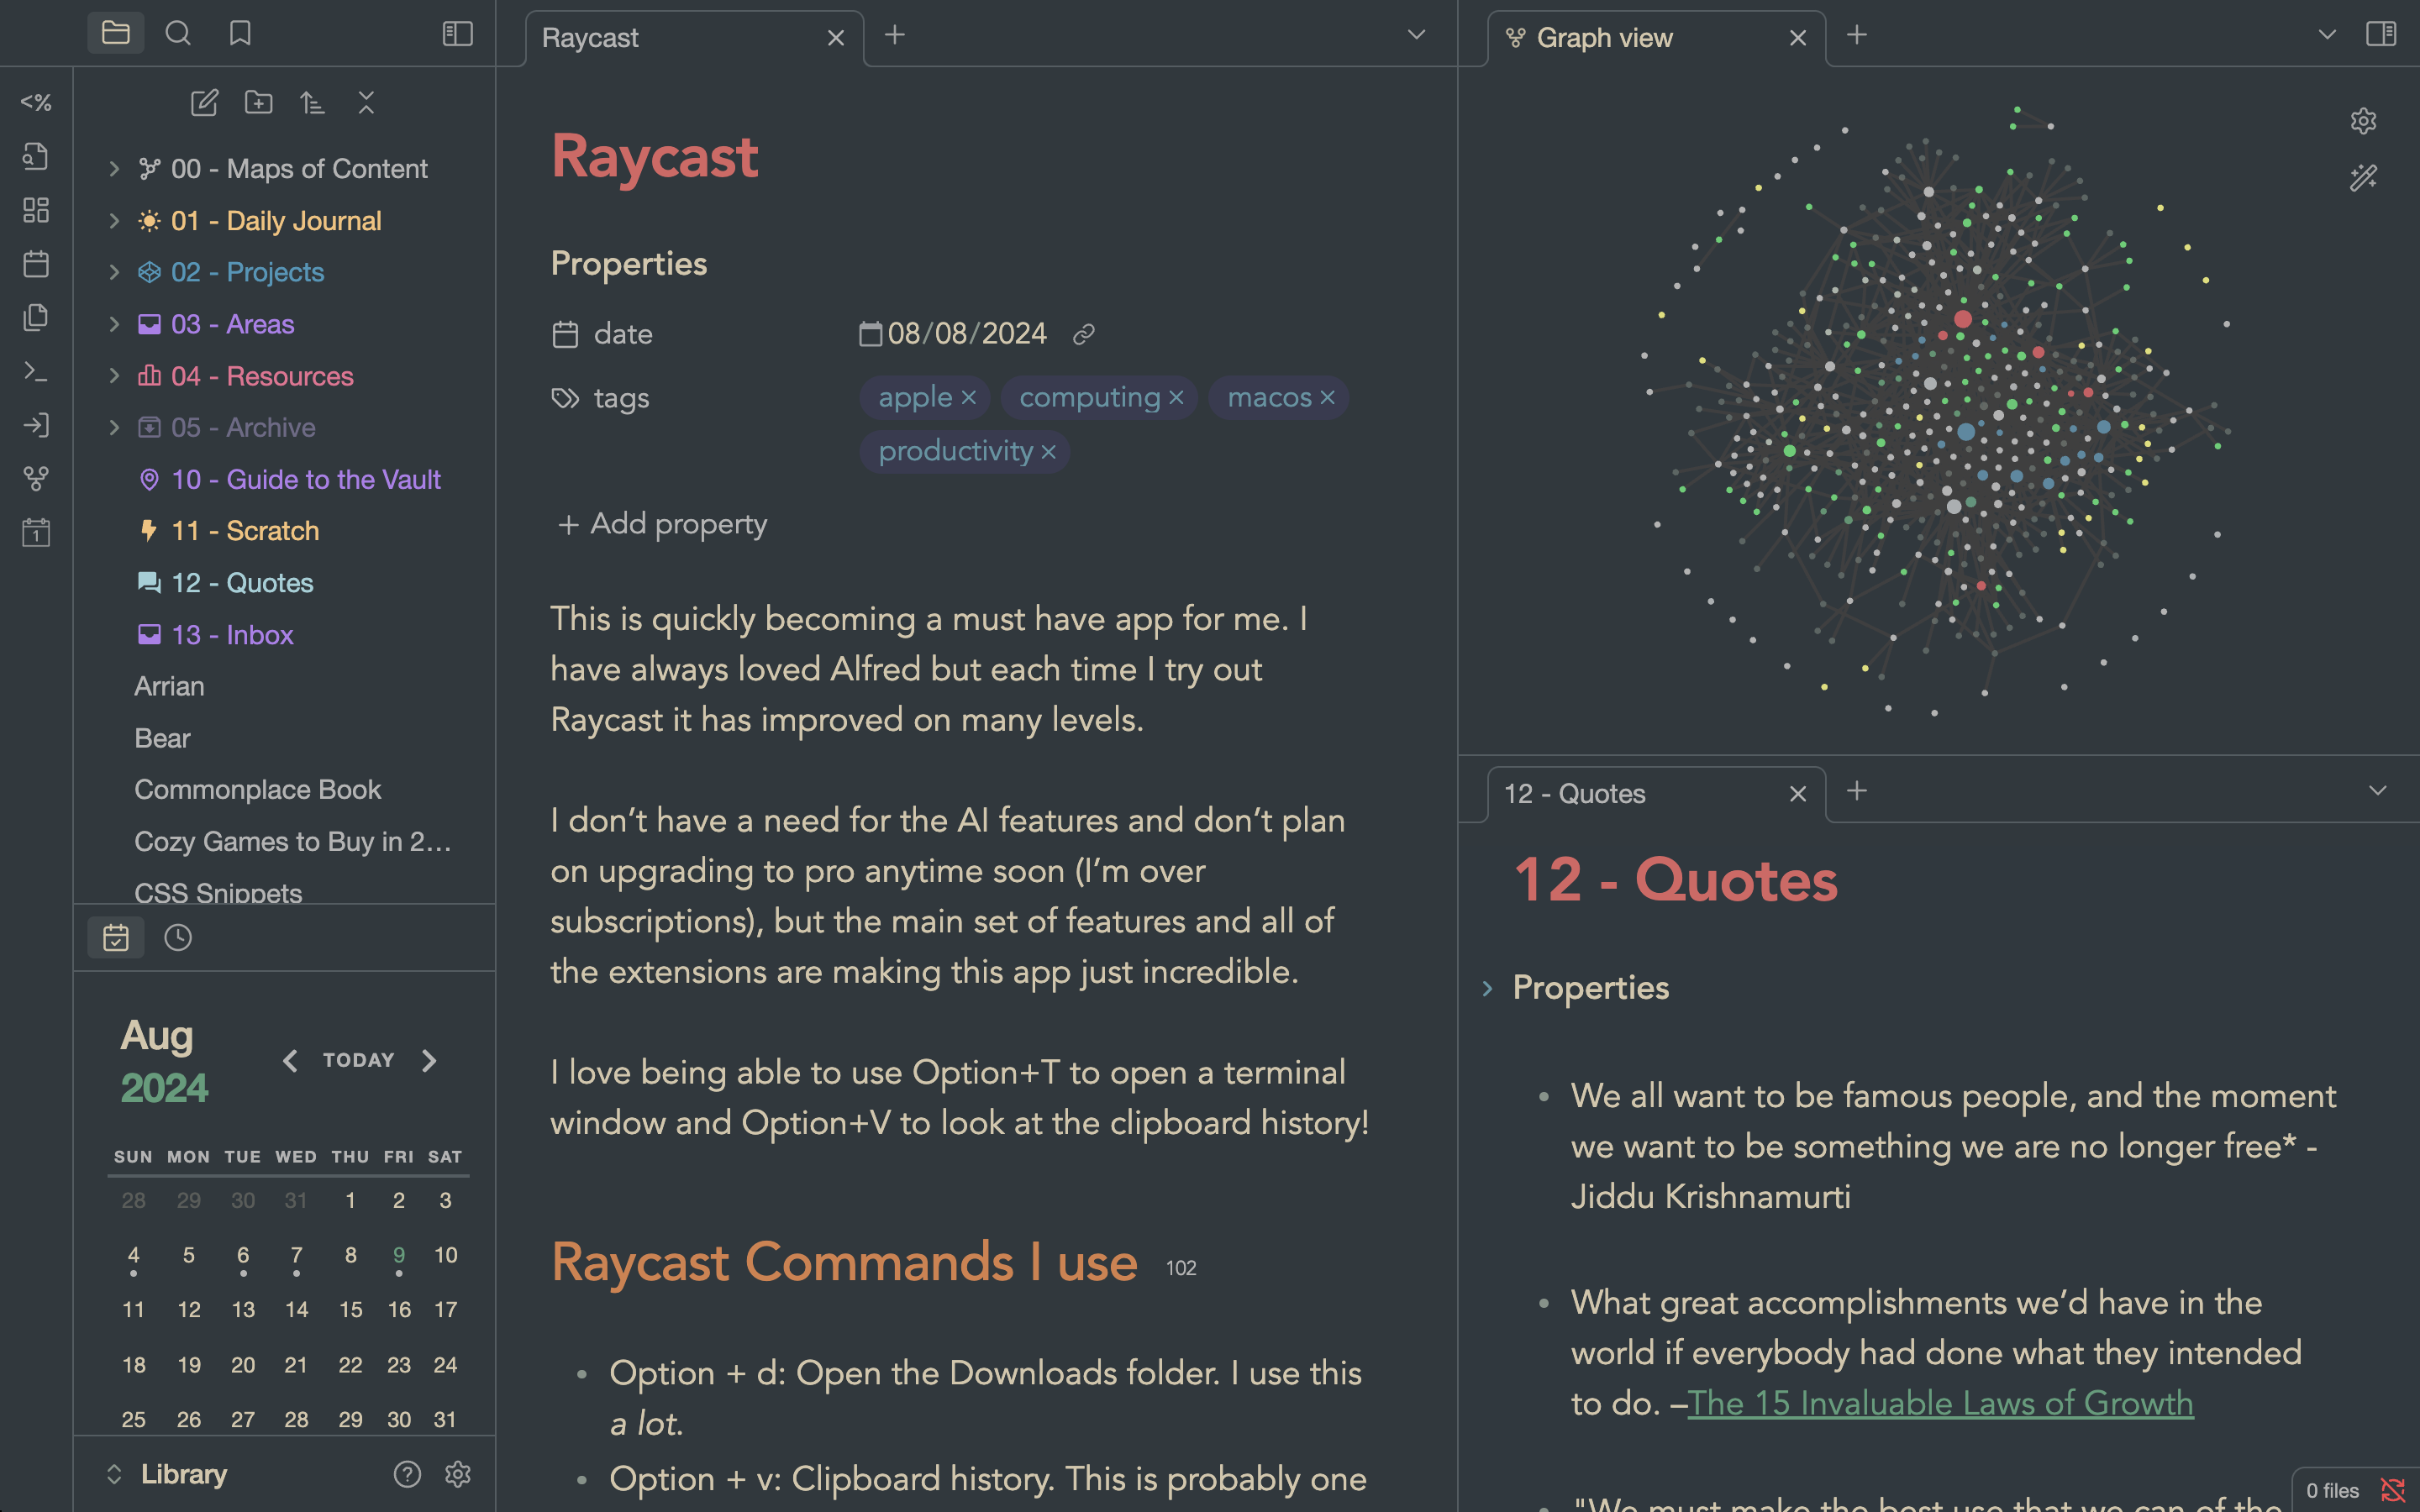 Raycast
Graph view
<%
00 - Maps of Content
01 - Daily Journal
02 - Projects
03 - Areas
04 - Resources
05 - Archive
10 - Guide to the Vault
11 - Scratch
12 - Quotes
13 - Inbox
Arrian
Bear
Commonplace Book
Cozy Games to Buy in 2...
CSS Snippets
1
Aug
2024
TODAY
SUN MON TUE WED THU FRI SAT
28 29 30 31 1 2 3
4 5 6 7 8 9 10
11 12 13 14 15 16 17
18 19 20 21 22 23 24
25 26 27 28 29 30 31
Library
Raycast
Properties
date 08/08/2024
tags apple computing macos
productivity
Add property
This is quickly becoming a must have app for me. I
have always loved Alfred but each time I try out
Raycast it has improved on many levels.
I don’t have a need for the AI features and don’t plan
on upgrading to pro anytime soon (I’m over
subscriptions), but the main set of features and all of
the extensions are making this app just incredible.
I love being able to use Option+T to open a terminal
window and Option+V to look at the clipboard history!
Raycast Commands I use 102
Option + d: Open the Downloads folder. I use this
a lot.
Option + v: Clipboard history. This is probably one
12 - Quotes
12 - Quotes
Properties
We all want to be famous people, and the moment
we want to be something we are no longer free* -
Jiddu Krishnamurti
What great accomplishments we’d have in the
world if everybody had done what they intended
to do. –The 15 Invaluable Laws of Growth
"We must make the best use that we can of the
0 files